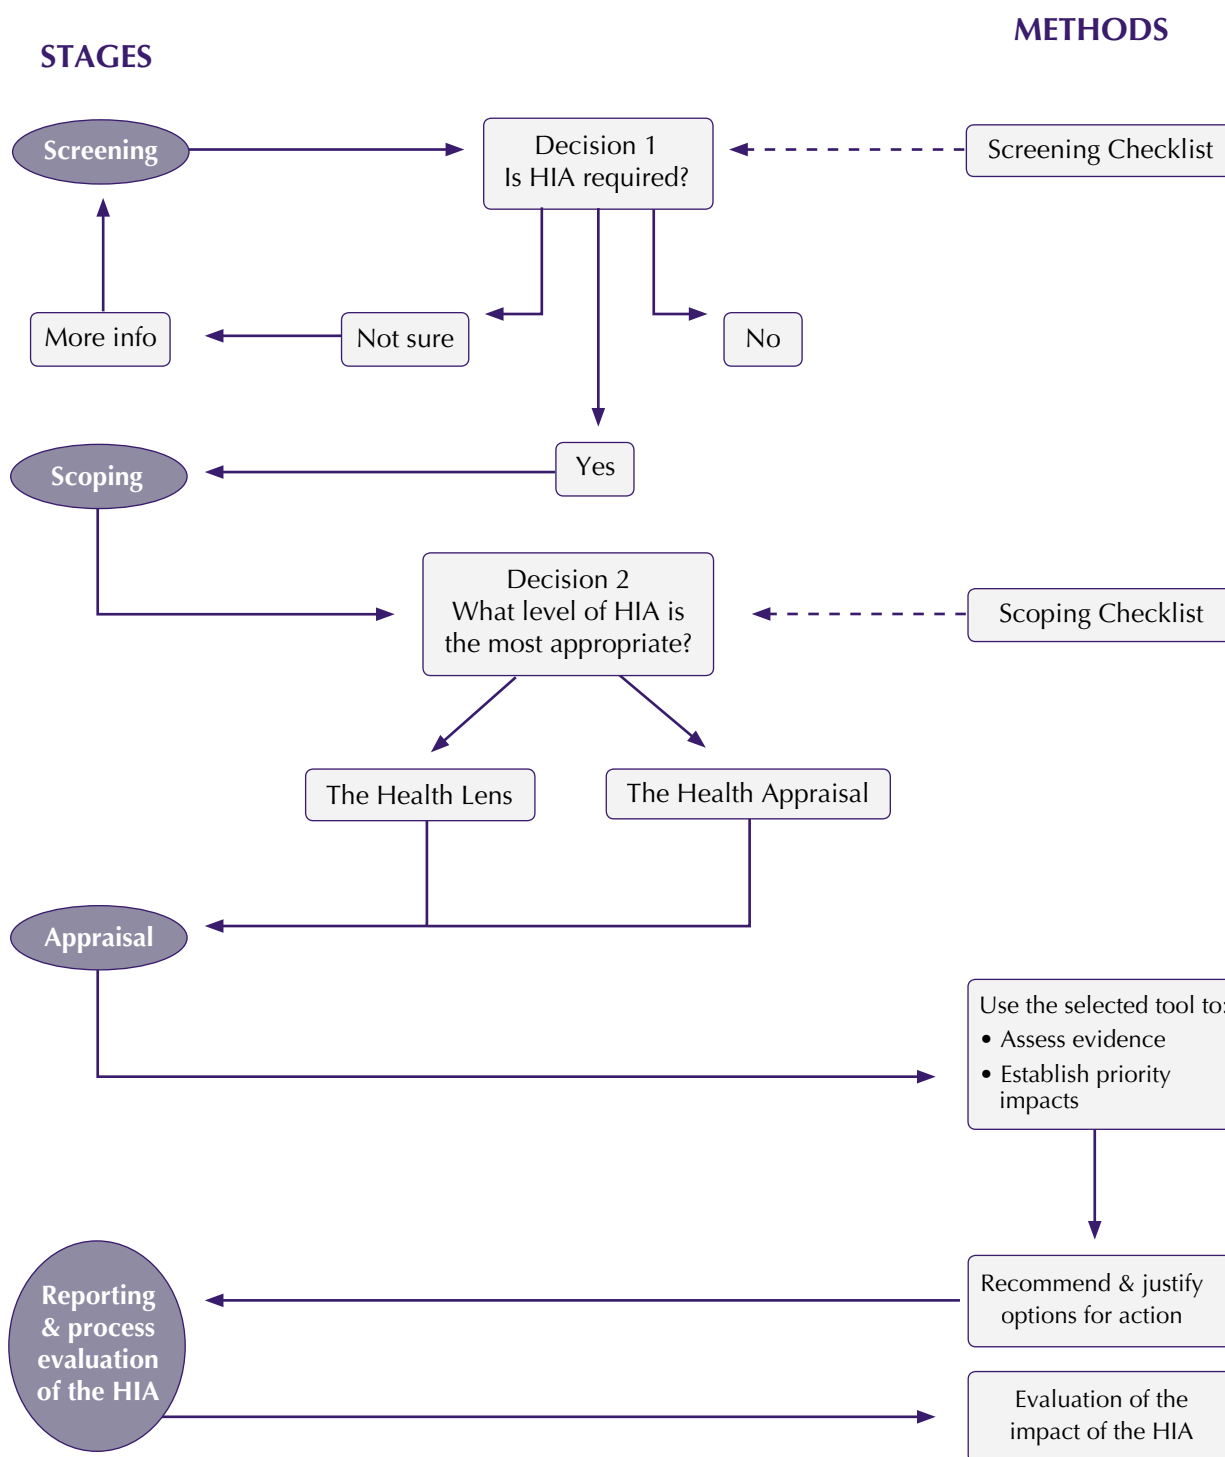 METHODS
STAGES
Screening
Decision 1
Is HIA required?
Screening Checklist
More info
Not sure
No
Scoping
Yes
Decision 2
What level of HIA is
the most appropriate?
Scoping Checklist
The Health Lens
The Health Appraisal
Appraisal
Use the selected tool to:
• Assess evidence
• Establish priority
impacts
Recommend & justify
options for action
Reporting
& process
evaluation
of the HIA
Evaluation of the
impact of the HIA